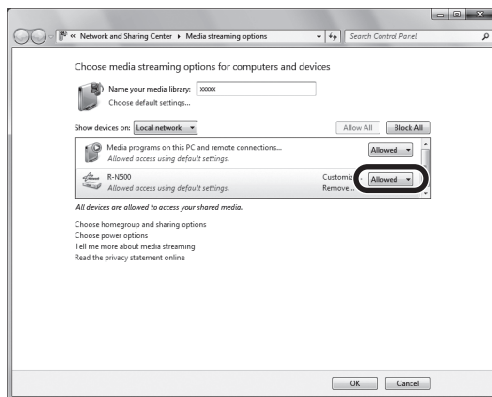 « Network and Sharing Center ▸ Media streaming options
Search Control Panel
Choose media streaming options for computers and devices
Name your media library: xxxxx
Choose default settings...
Show devices on: Local network
Allow All
Block All
Media programs on this PC and remote connections...
Allowed access using default settings.
Allowed
R-N500
Allowed access using default settings.
Customiz
Remove...
Allowed
All devices are allowed to access your shared media.
Choose homegroup and sharing options
Choose power options
Tell me more about media streaming
Read the privacy statement online
OK
Cancel